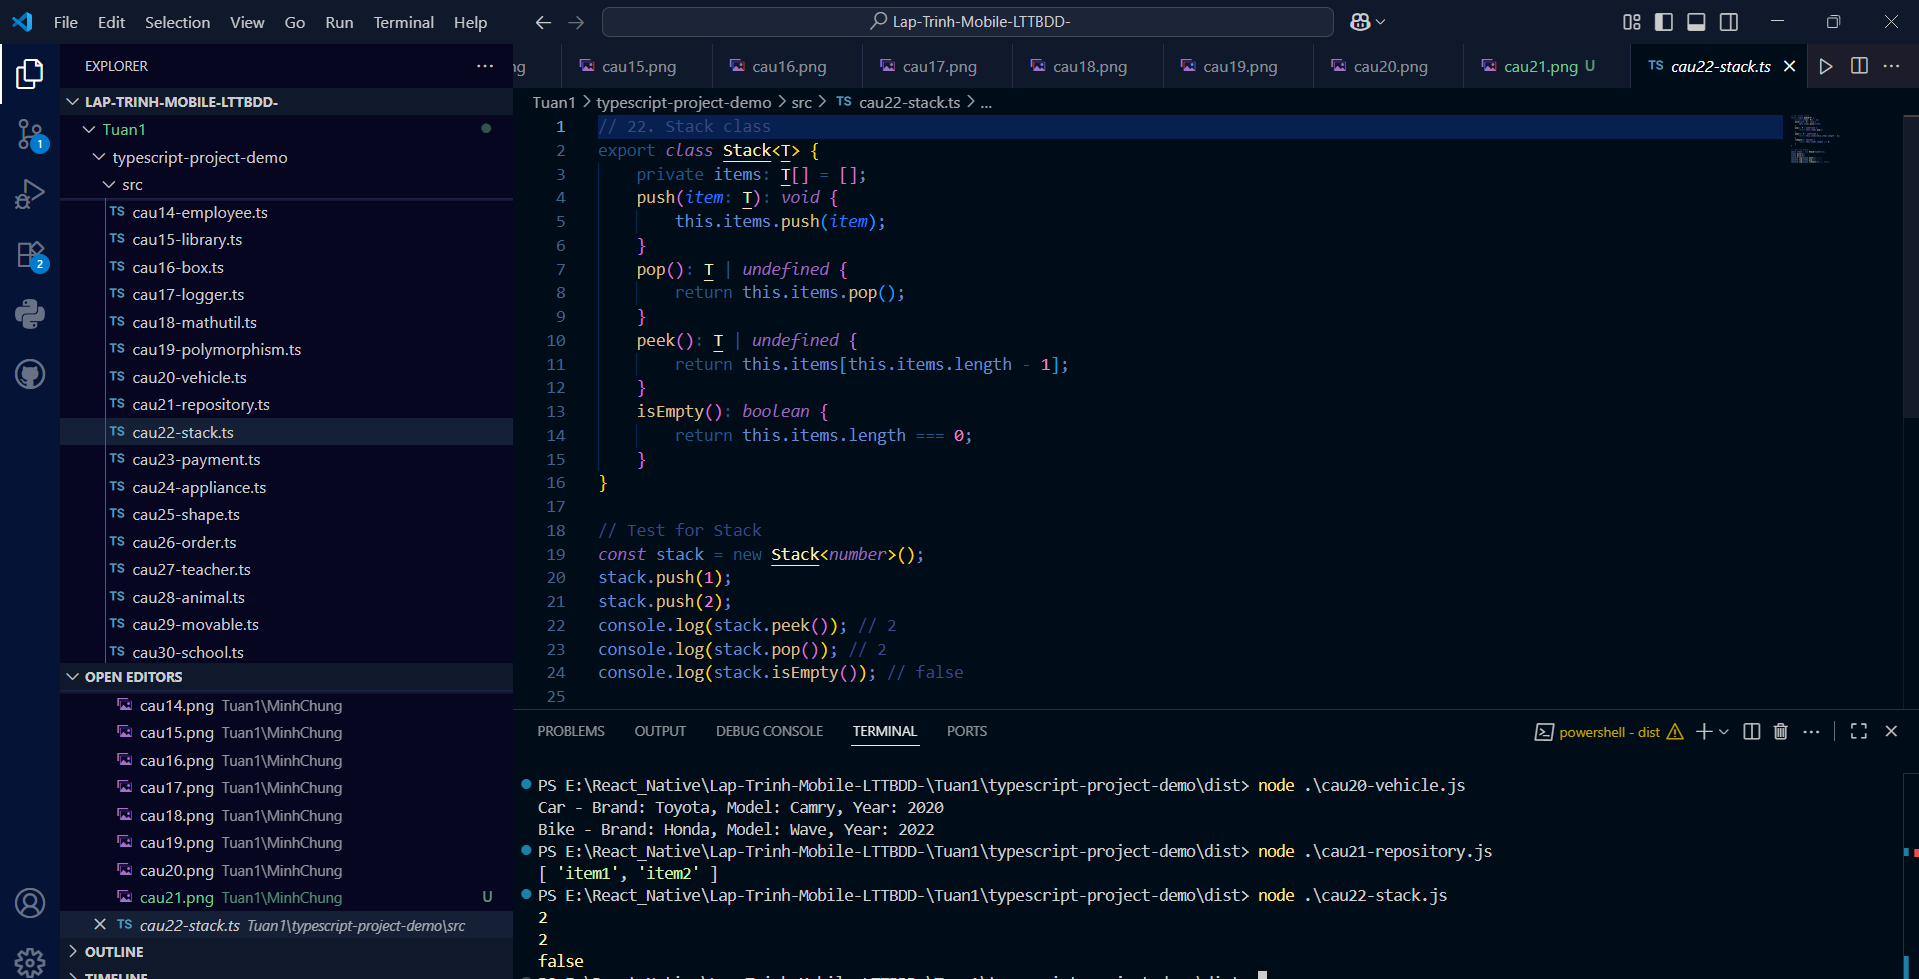 File Edit Selection View Go Run Terminal Help
Lap-Trinh-Mobile-LTTBDD-
EXPLORER
LAP-TRINH-MOBILE-LTTBDD-
Tuan1
typescript-project-demo
src
TS cau14-employee.ts
TS cau15-library.ts
TS cau16-box.ts
TS cau17-logger.ts
TS cau18-mathutil.ts
TS cau19-polymorphism.ts
TS cau20-vehicle.ts
TS cau21-repository.ts
TS cau22-stack.ts
TS cau23-payment.ts
TS cau24-appliance.ts
TS cau25-shape.ts
TS cau26-order.ts
TS cau27-teacher.ts
TS cau28-animal.ts
TS cau29-movable.ts
TS cau30-school.ts
OPEN EDITORS
cau14.png Tuan1\MinhChung
cau15.png Tuan1\MinhChung
cau16.png Tuan1\MinhChung
cau17.png Tuan1\MinhChung
cau18.png Tuan1\MinhChung
cau19.png Tuan1\MinhChung
cau20.png Tuan1\MinhChung
cau21.png Tuan1\MinhChung U
TS cau22-stack.ts Tuan1\typescript-project-demo\src
OUTLINE
TIMELINE
1
2
ng cau15.png cau16.png cau17.png cau18.png cau19.png cau20.png cau21.png U TS cau22-stack.ts
Tuan1 > typescript-project-demo > src > TS cau22-stack.ts > ...
1 // 22. Stack class
2 export class Stack<T> {
3 private items: T[] = [];
4 push(item: T): void {
5 this.items.push(item);
6 }
7 pop(): T | undefined {
8 return this.items.pop();
9 }
10 peek(): T | undefined {
11 return this.items[this.items.length - 1];
12 }
13 isEmpty(): boolean {
14 return this.items.length === 0;
15 }
16 }
17
18 // Test for Stack
19 const stack = new Stack<number>();
20 stack.push(1);
21 stack.push(2);
22 console.log(stack.peek()); // 2
23 console.log(stack.pop()); // 2
24 console.log(stack.isEmpty()); // false
25
PROBLEMS OUTPUT DEBUG CONSOLE TERMINAL PORTS
powershell - dist
PS E:\React_Native\Lap-Trinh-Mobile-LTTBDD-\Tuan1\typescript-project-demo\dist> node .\cau20-vehicle.js
Car - Brand: Toyota, Model: Camry, Year: 2020
Bike - Brand: Honda, Model: Wave, Year: 2022
PS E:\React_Native\Lap-Trinh-Mobile-LTTBDD-\Tuan1\typescript-project-demo\dist> node .\cau21-repository.js
[ 'item1', 'item2' ]
PS E:\React_Native\Lap-Trinh-Mobile-LTTBDD-\Tuan1\typescript-project-demo\dist> node .\cau22-stack.js
2
2
false
PS E:\React_Native\Lap-Trinh-Mobile-LTTBDD-\Tuan1\typescript-project-demo\dist>